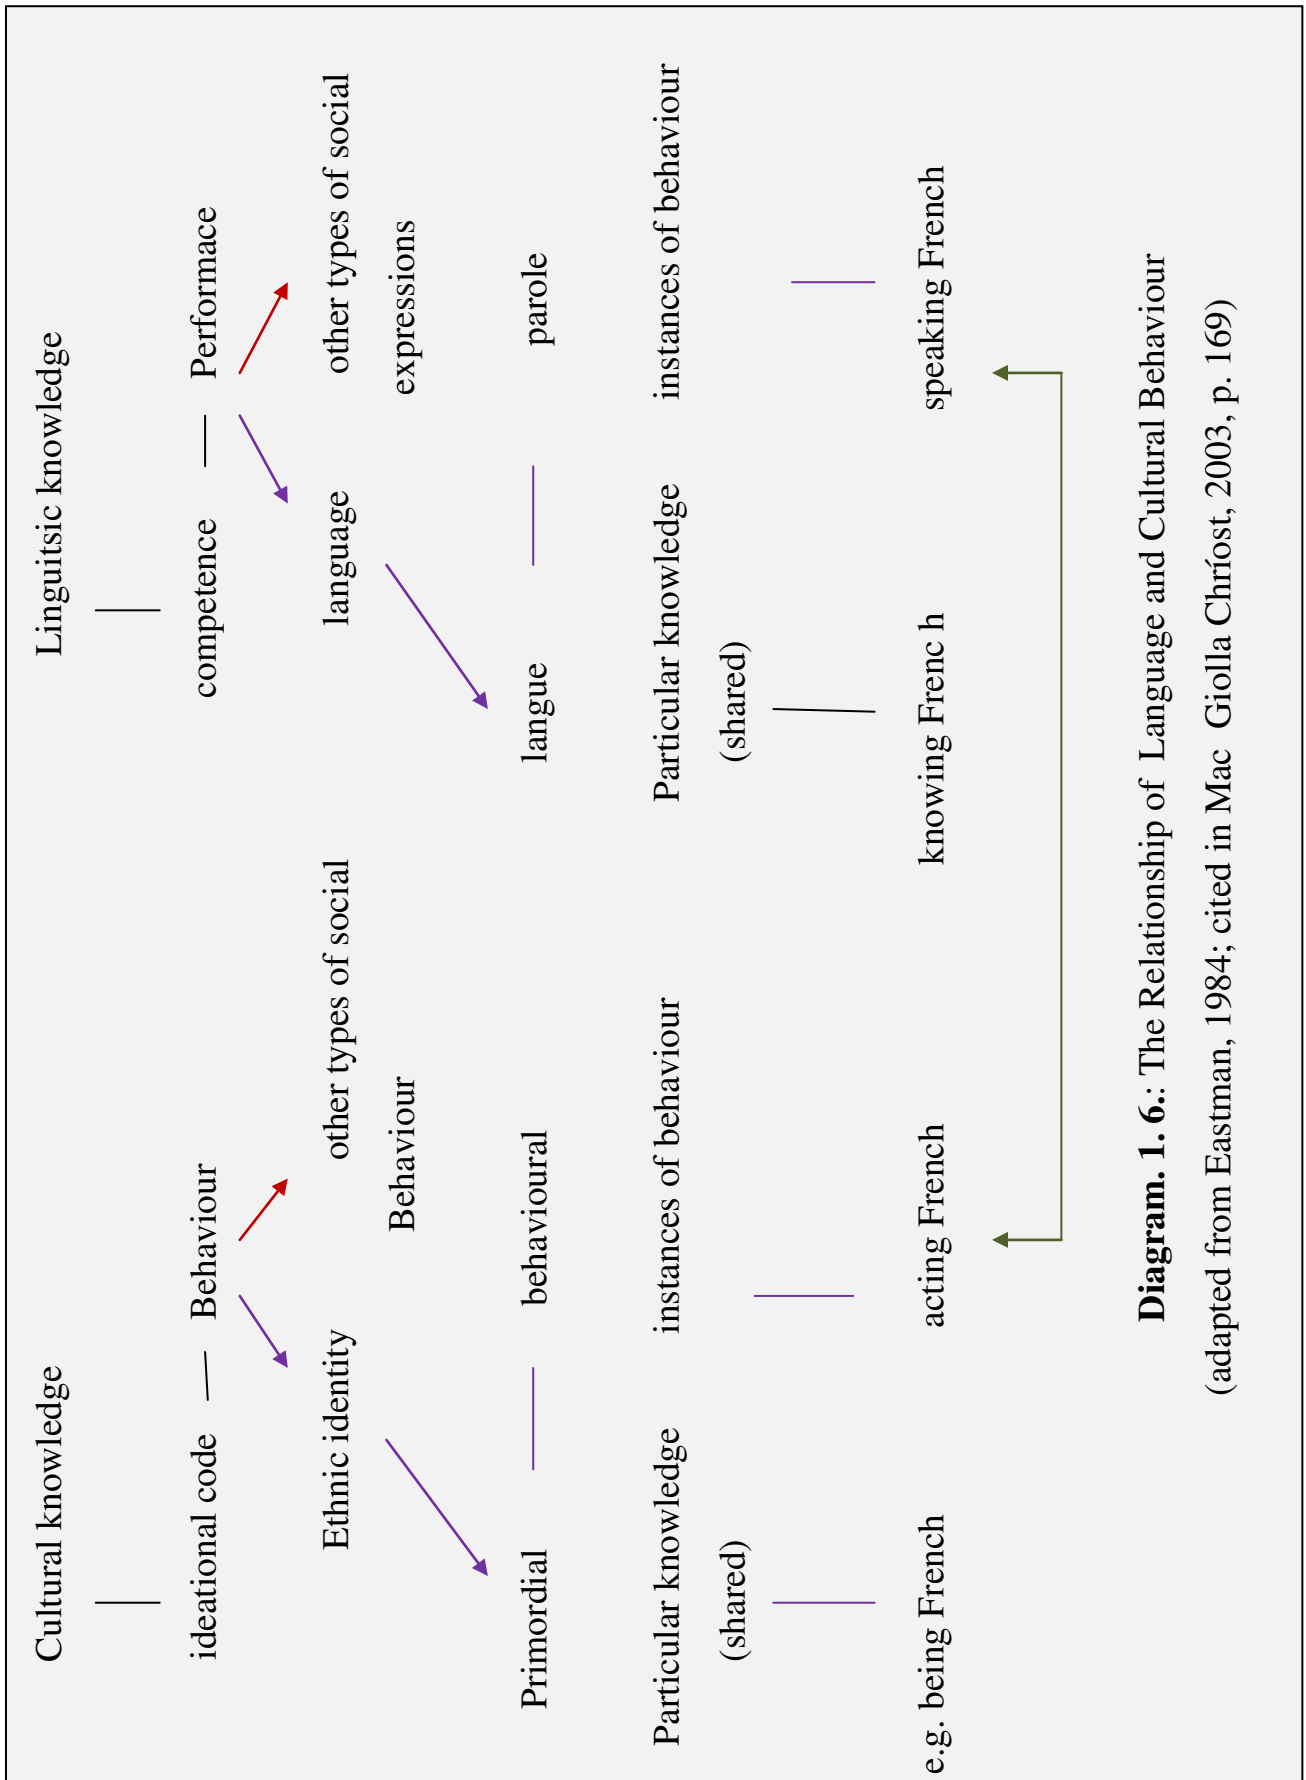 Cultural knowledge Linguitsic knowledge
ideational code Behaviour competence Performace
Ethnic identity other types of social language other types of social
Behaviour expressions
Primordial behavioural langue parole
Particular knowledge instances of behaviour Particular knowledge instances of behaviour
(shared) (shared)
e.g. being French acting French knowing Frenc h speaking French
Diagram. 1. 6.: The Relationship of Language and Cultural Behaviour
(adapted from Eastman, 1984; cited in Mac Giolla Chríost, 2003, p. 169)